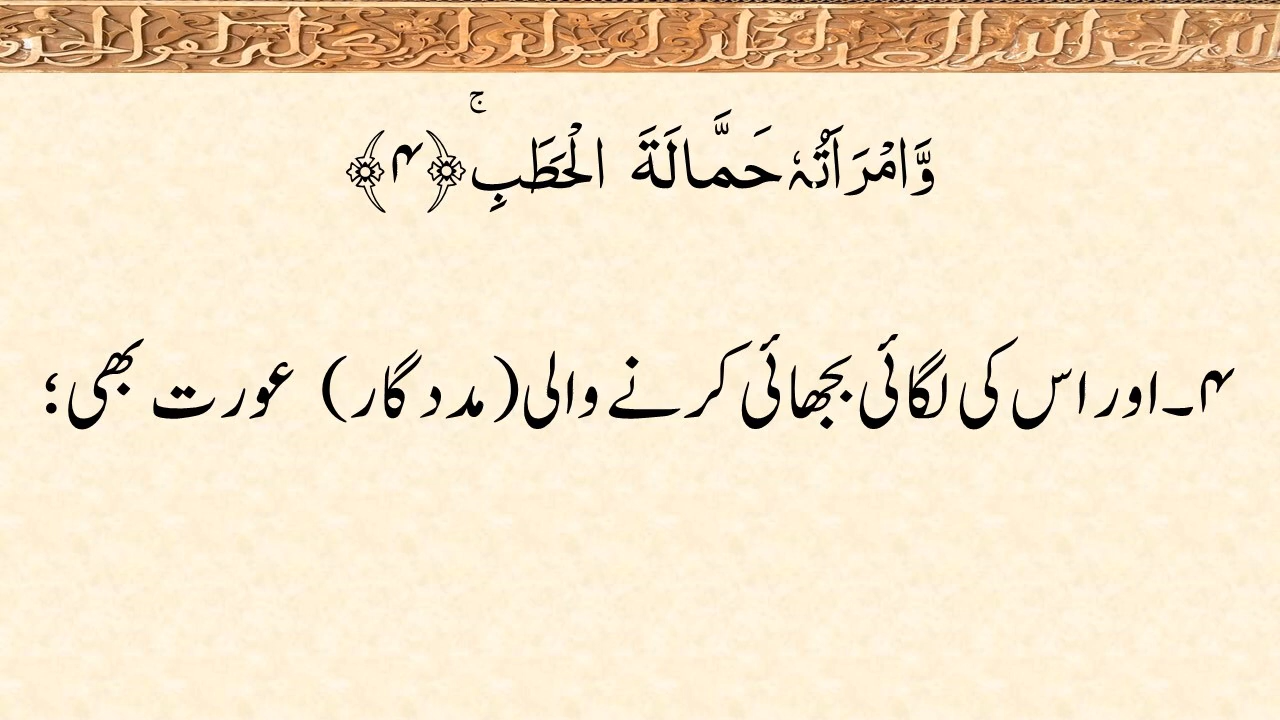 وَّامْرَاَتُہٗ حَمَّالَةَ الْحَطَبِ ۚ﴿۴﴾
۴۔اور اس کی لگائی بجھائی کرنے والی(مددگار) عورت بھی؛